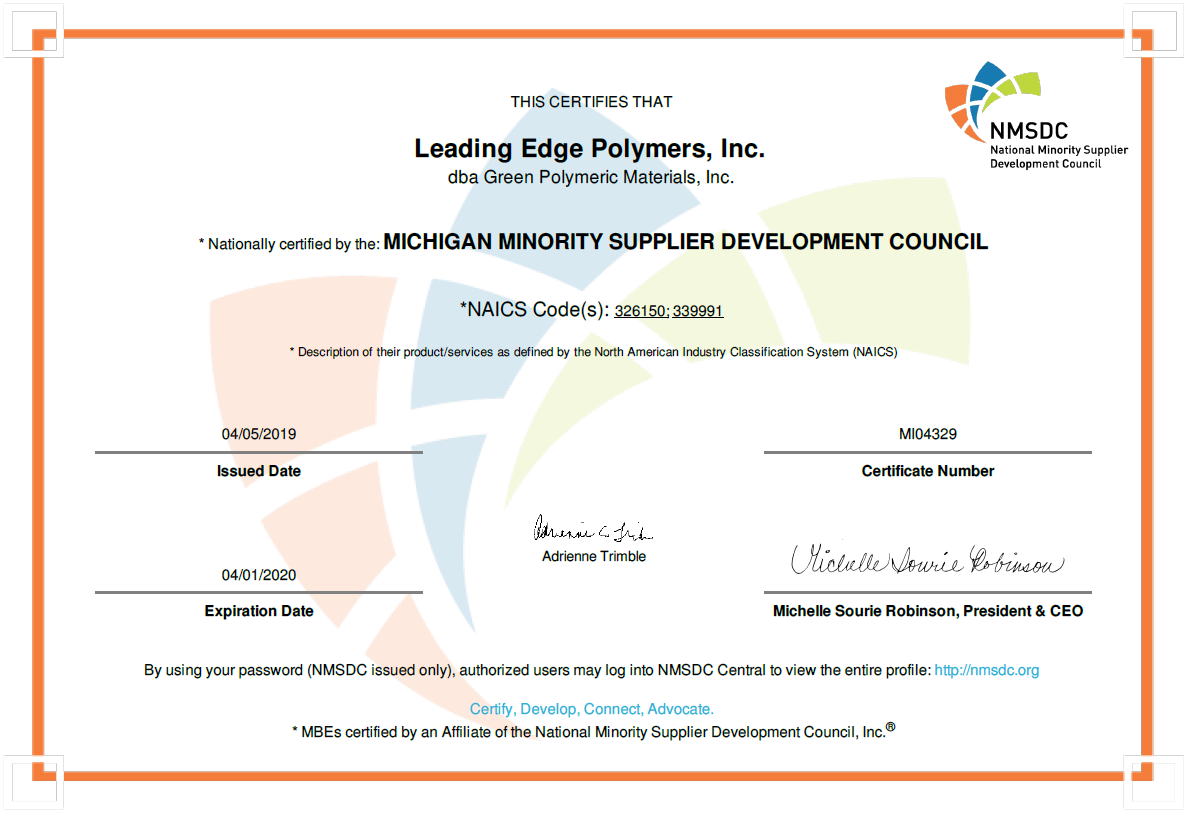 THIS CERTIFIES THAT
NMSDC
National Minority Supplier
Development Council
Leading Edge Polymers, Inc.
dba Green Polymeric Materials, Inc.
* Nationally certified by the: MICHIGAN MINORITY SUPPLIER DEVELOPMENT COUNCIL
*NAICS Code(s): 326150; 339991
* Description of their product/services as defined by the North American Industry Classification System (NAICS)
04/05/2019
Issued Date
MI04329
Certificate Number
Adrienne C Trimble
Adrienne Trimble
04/01/2020
Expiration Date
Michelle Sourie Robinson
Michelle Sourie Robinson, President & CEO
By using your password (NMSDC issued only), authorized users may log into NMSDC Central to view the entire profile: http://nmsdc.org
Certify, Develop, Connect, Advocate.
* MBEs certified by an Affiliate of the National Minority Supplier Development Council, Inc.®